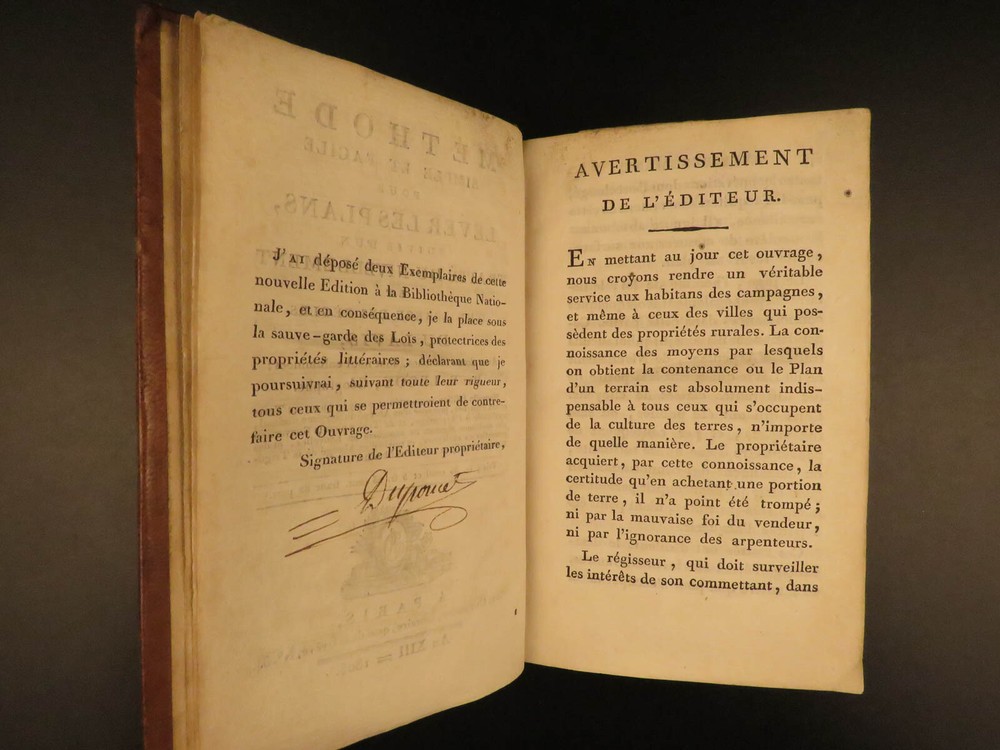 J'AI déposé deux Exemplaires de cette
nouvelle Edition à la Bibliothèque Natio-
nale, et en conséquence, je la place sous
la sauve-garde des Lois, protectrices des
propriétés littéraires; déclarant que je
poursuivrai, suivant toute leur rigueur,
tous ceux qui se permettroient de contre-
faire cet Ouvrage.
Signature de l'Editeur propriétaire,
AVERTISSEMENT
DE L'ÉDITEUR.
EN mettant au jour cet ouvrage,
nous croyons rendre un véritable
service aux habitans des campagnes,
et même à ceux des villes qui pos-
sèdent des propriétés rurales. La con-
noissance des moyens par lesquels
on obtient la contenance ou le Plan
d'un terrain est absolument indis-
pensable à tous ceux qui s'occupent
de la culture des terres, n'importe
de quelle manière. Le propriétaire
acquiert, par cette connoissance, la
certitude qu'en achetant une portion
de terre, il n'a point été trompé;
ni par la mauvaise foi du vendeur,
ni par l'ignorance des arpenteurs.
Le régisseur, qui doit surveiller
les intérêts de son commettant, dans